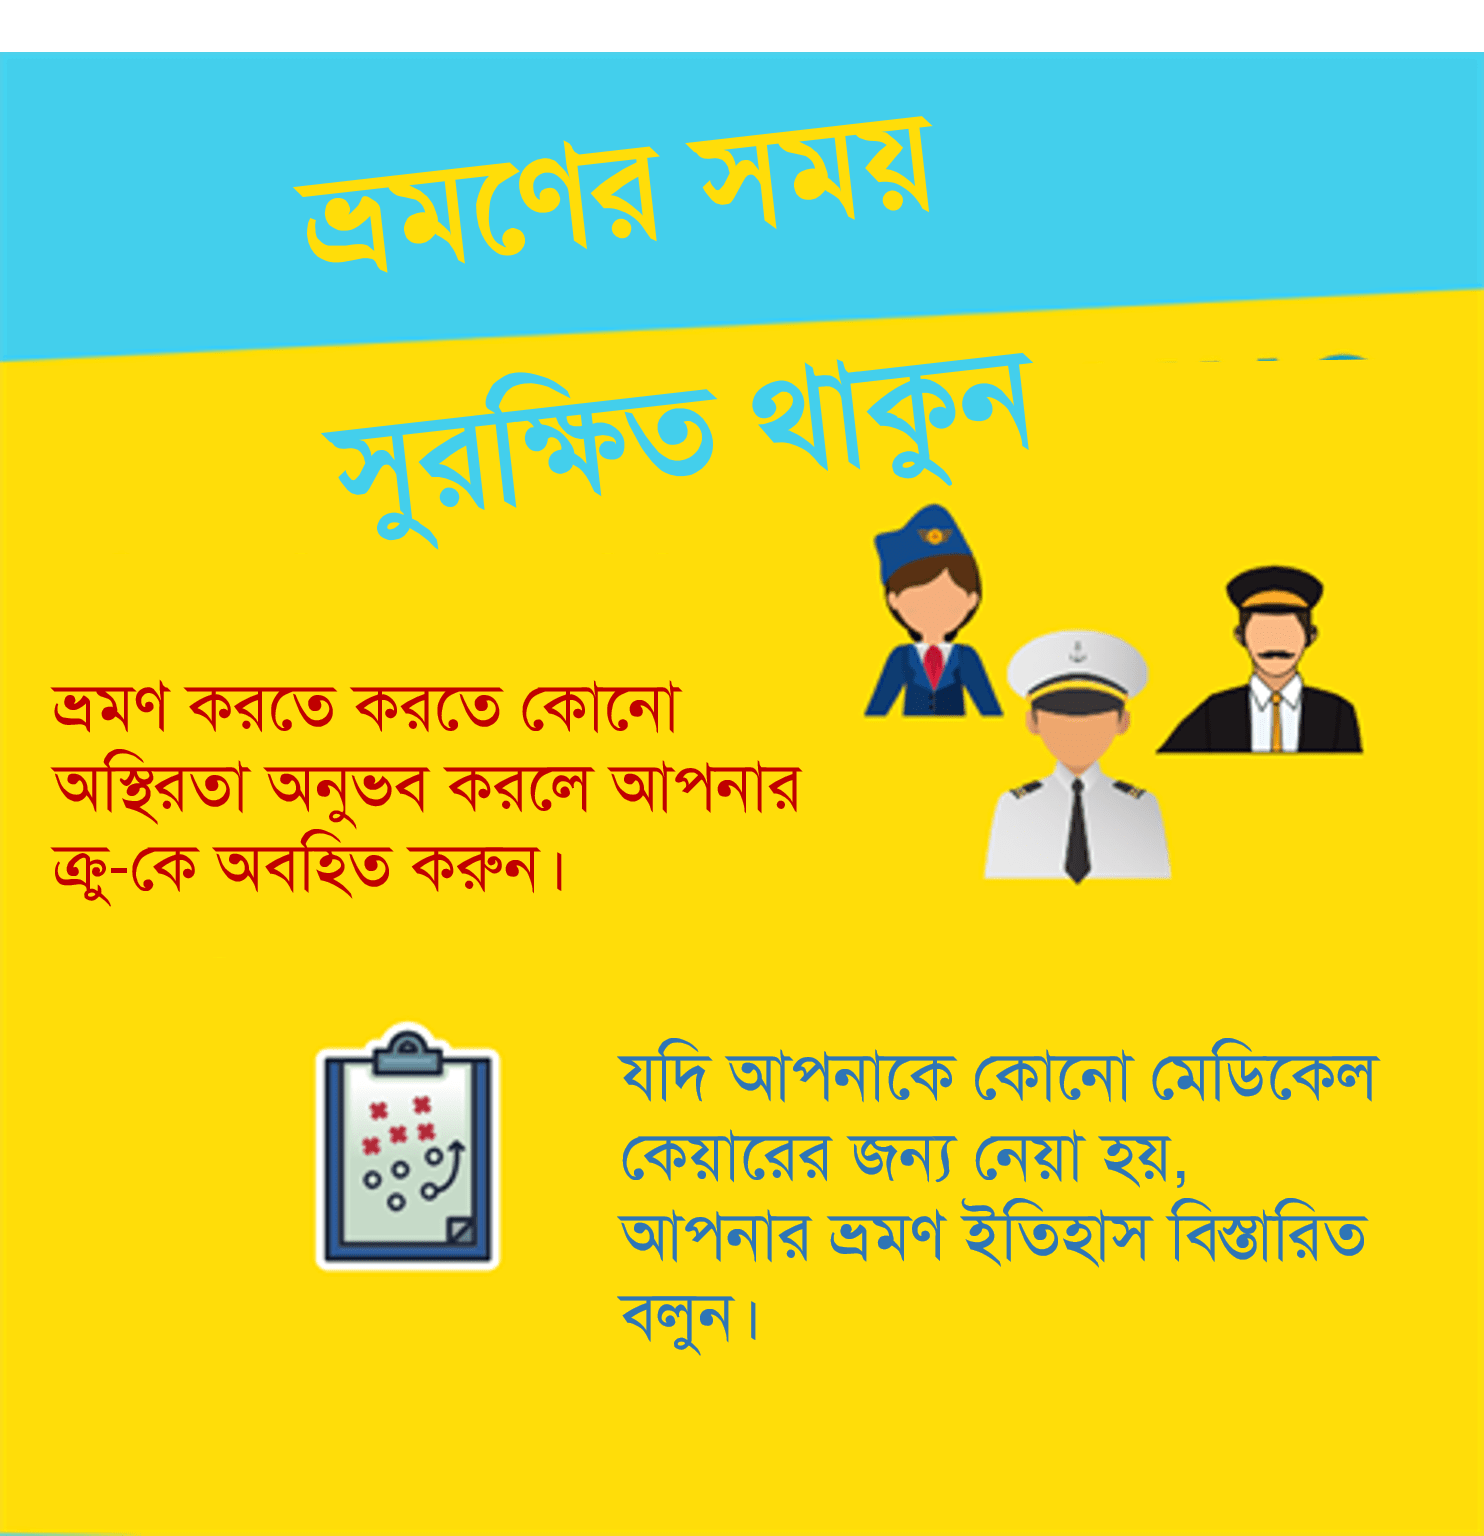 ভ্রমণের সময়
সুরক্ষিত থাকুন
ভ্রমণ করতে করতে কোনো
অস্থিরতা অনুভব করলে আপনার
ক্রু-কে অবহিত করুন।
যদি আপনাকে কোনো মেডিকেল
কেয়ারের জন্য নেয়া হয়,
আপনার ভ্রমণ ইতিহাস বিস্তারিত
বলুন।